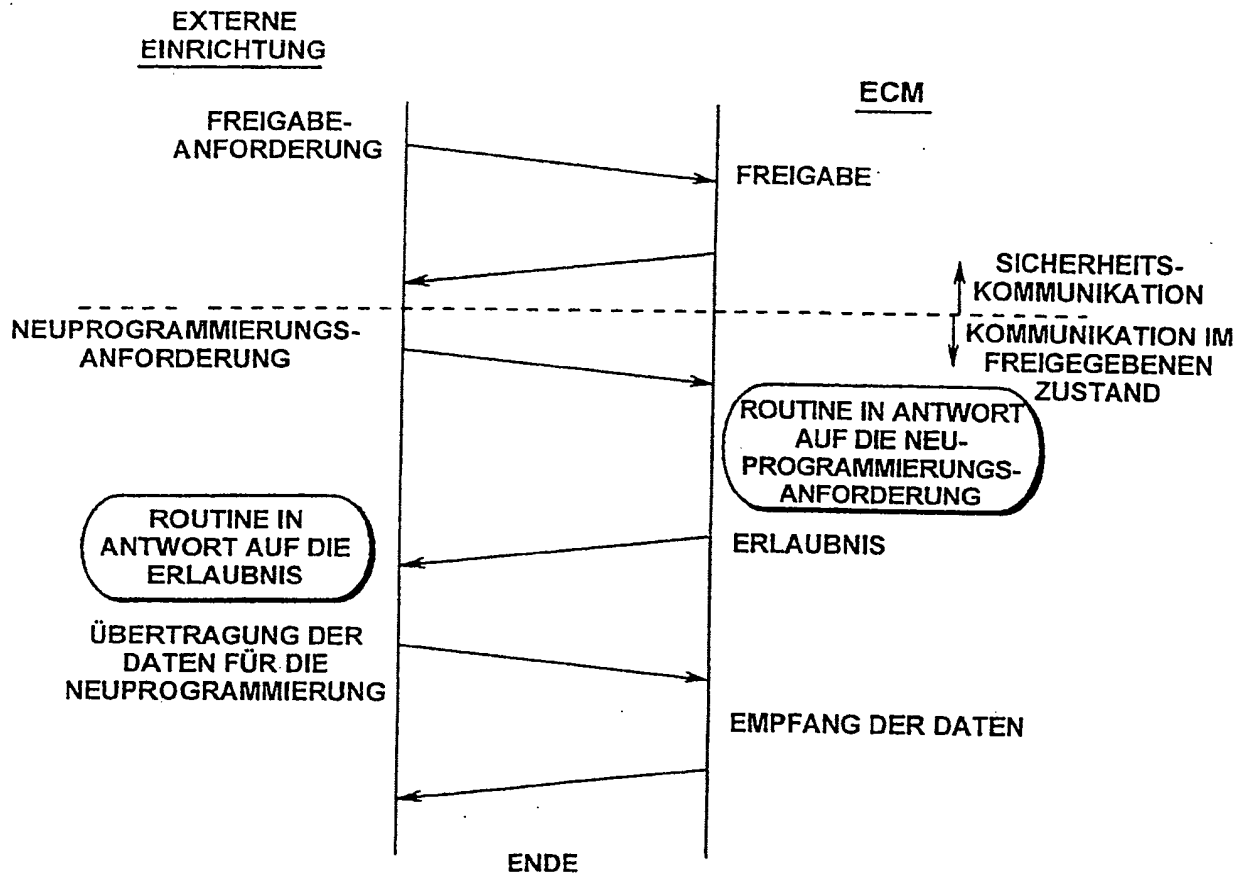 EXTERNE
EINRICHTUNG
ECM
FREIGABE-
ANFORDERUNG
FREIGABE
SICHERHEITS-
KOMMUNIKATION
NEUPROGRAMMIERUNGS-
ANFORDERUNG
KOMMUNIKATION IM
FREIGEGEBENEN
ZUSTAND
ROUTINE IN ANTWORT
AUF DIE NEU-
PROGRAMMIERUNGS-
ANFORDERUNG
ROUTINE IN
ANTWORT AUF DIE
ERLAUBNIS
ERLAUBNIS
ÜBERTRAGUNG DER
DATEN FÜR DIE
NEUPROGRAMMIERUNG
EMPFANG DER DATEN
ENDE